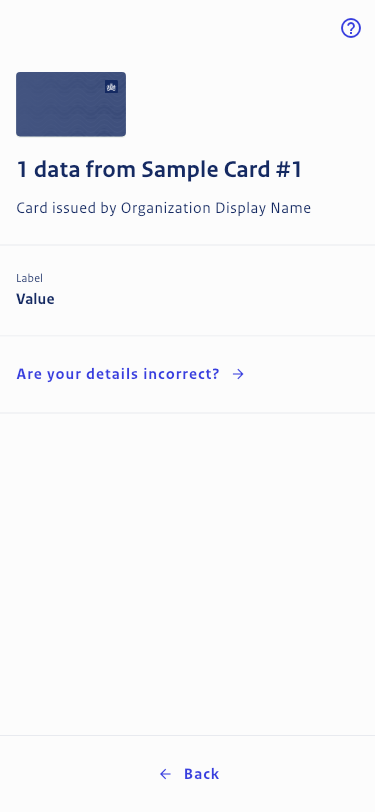 1 data from Sample Card #1
Card issued by Organization Display Name
Label
Value
Are your details incorrect?
Back